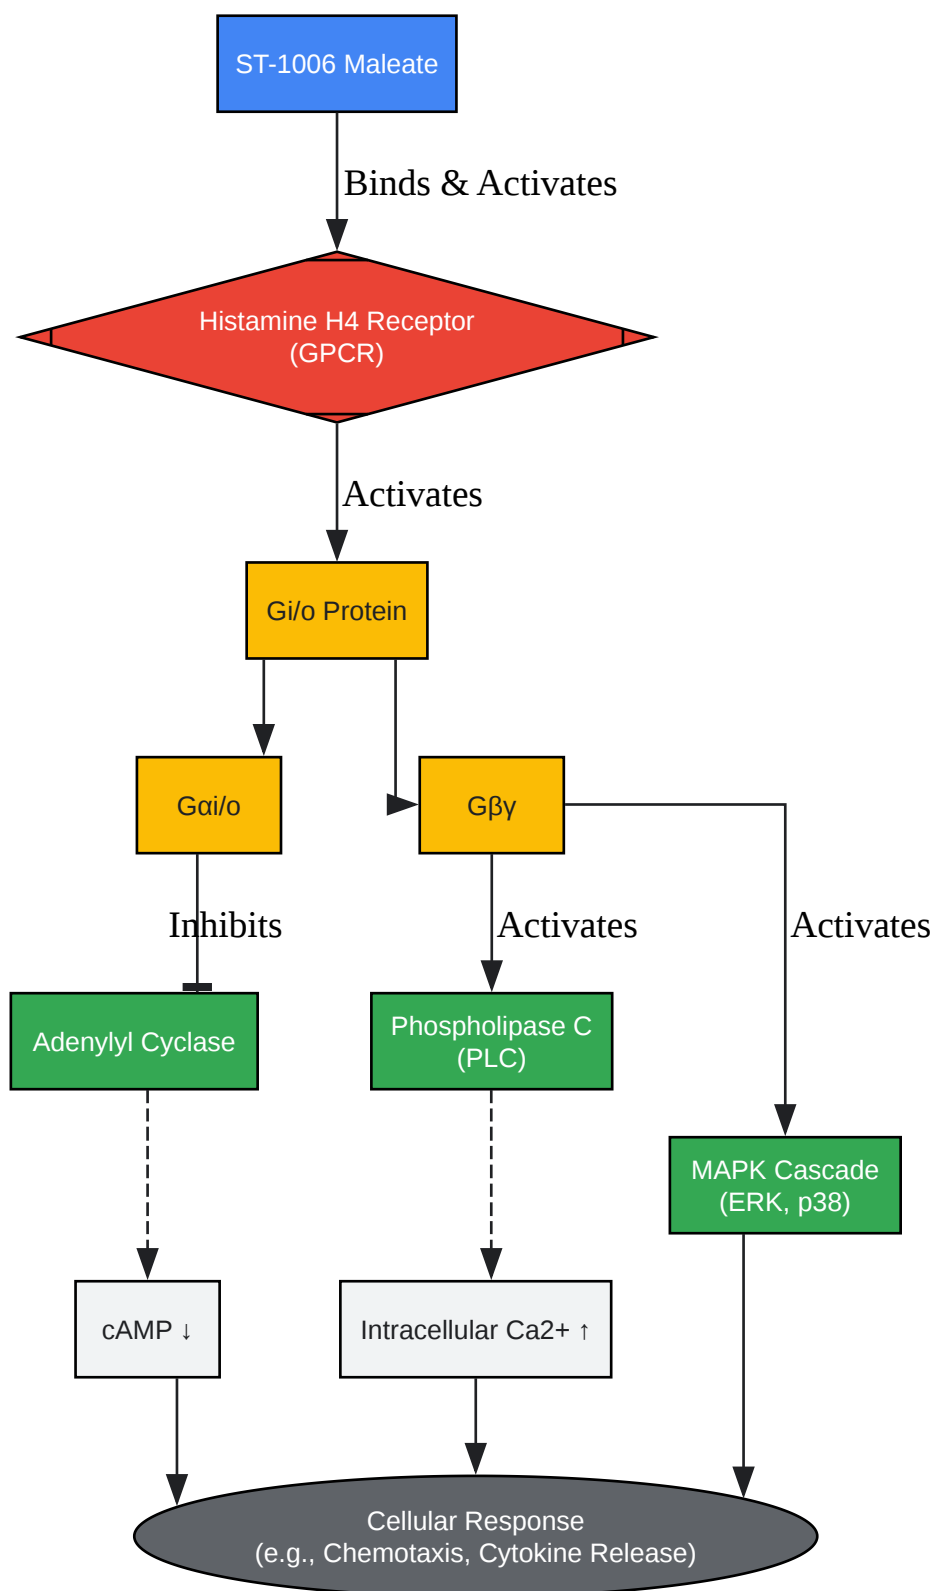 ST-1006 Maleate
Binds & Activates
Histamine H4 Receptor
(GPCR)
Activates
Gi/o Protein
Gαi/o
Gβγ
Inhibits
Activates
Activates
Adenylyl Cyclase
Phospholipase C
(PLC)
MAPK Cascade
(ERK, p38)
cAMP ↓
Intracellular Ca2+ ↑
Cellular Response
(e.g., Chemotaxis, Cytokine Release)